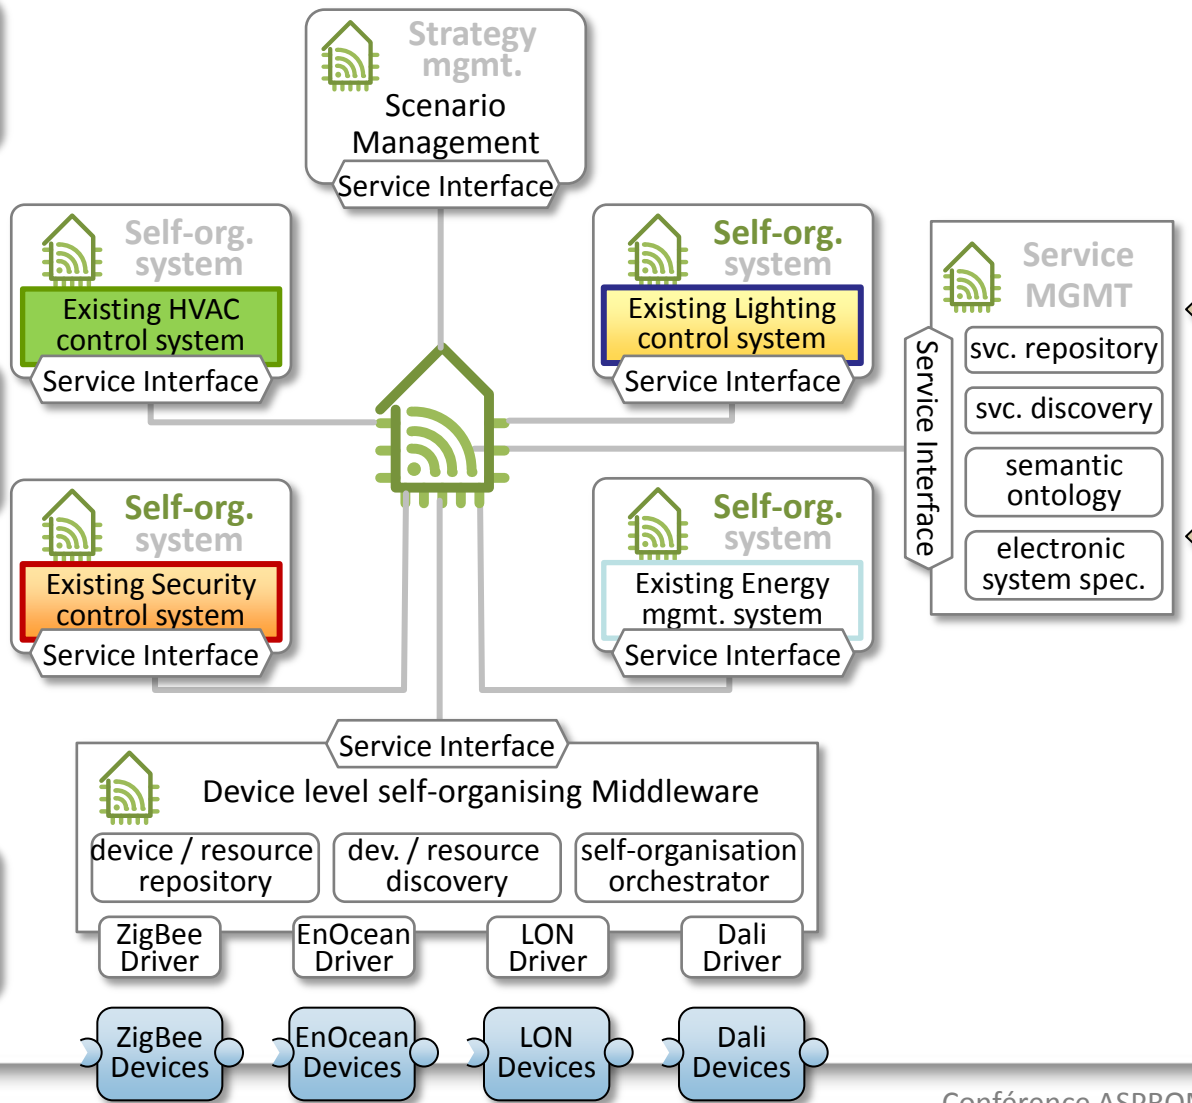 Strategy
mgmt.
Scenario
Management
Service Interface
Self-org.
system
Existing HVAC
control system
Service Interface
Self-org.
system
Existing Lighting
control system
Service Interface
Service
MGMT
svc. repository
svc. discovery
semantic
ontology
electronic
system spec.
Service Interface
Self-org.
system
Existing Security
control system
Service Interface
Self-org.
system
Existing Energy
mgmt. system
Service Interface
Service Interface
Device level self-organising Middleware
device / resource
repository
dev. / resource
discovery
self-organisation
orchestrator
ZigBee
Driver
EnOcean
Driver
LON
Driver
Dali
Driver
ZigBee
Devices
EnOcean
Devices
LON
Devices
Dali
Devices
Conférence